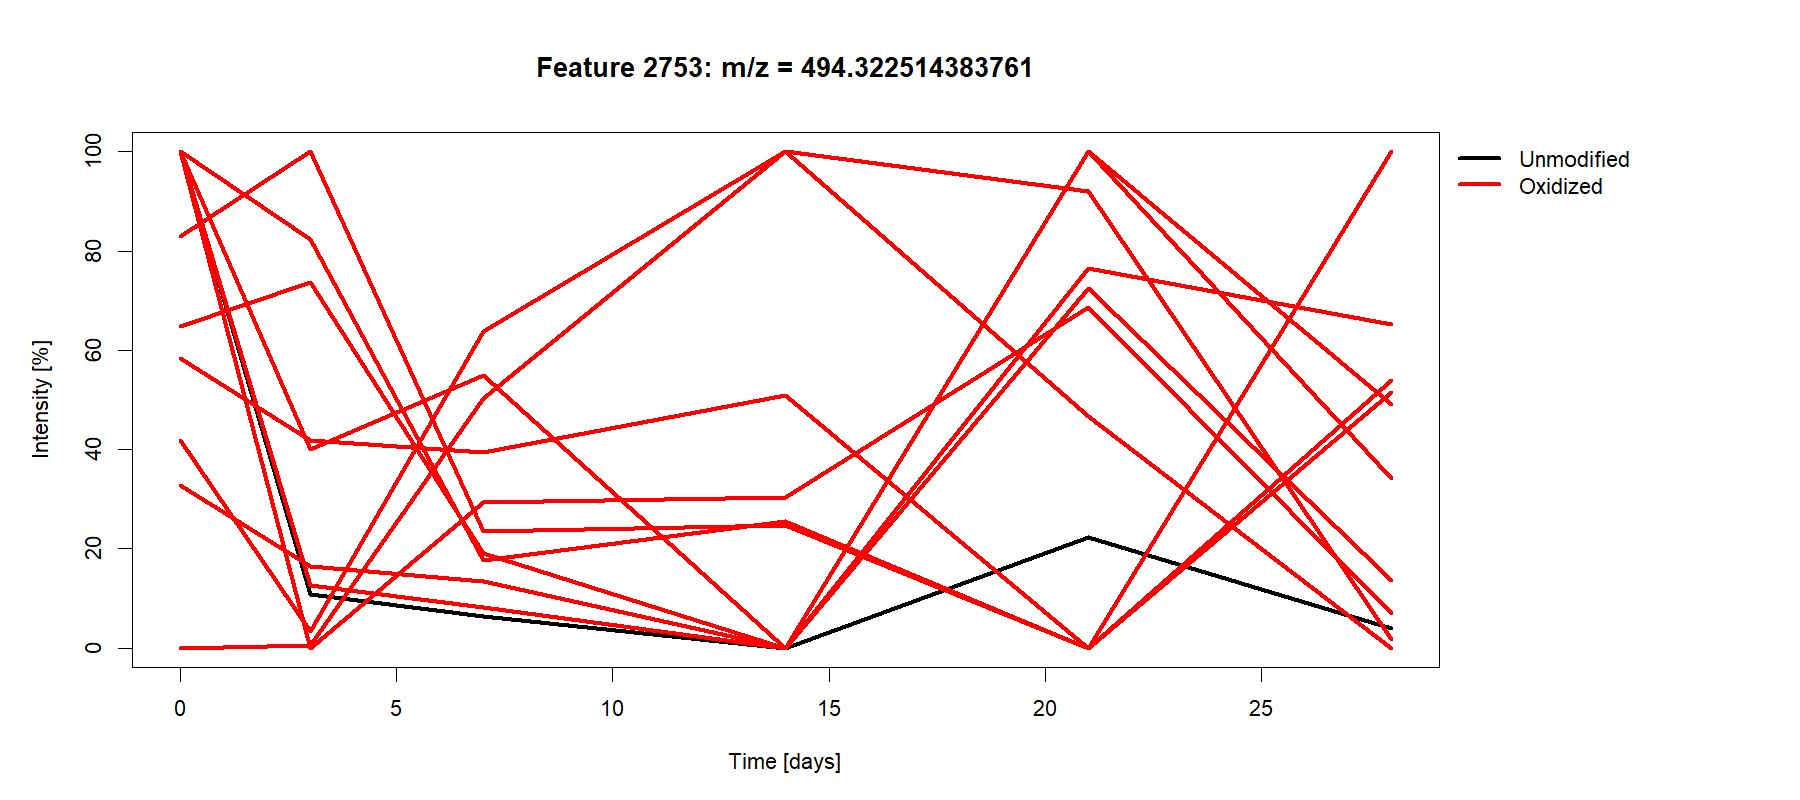 Feature 2753: m/z = 494.322514383761
Unmodified
Oxidized
Intensity [%]
100
80
60
40
20
0
0 5 10 15 20 25
Time [days]